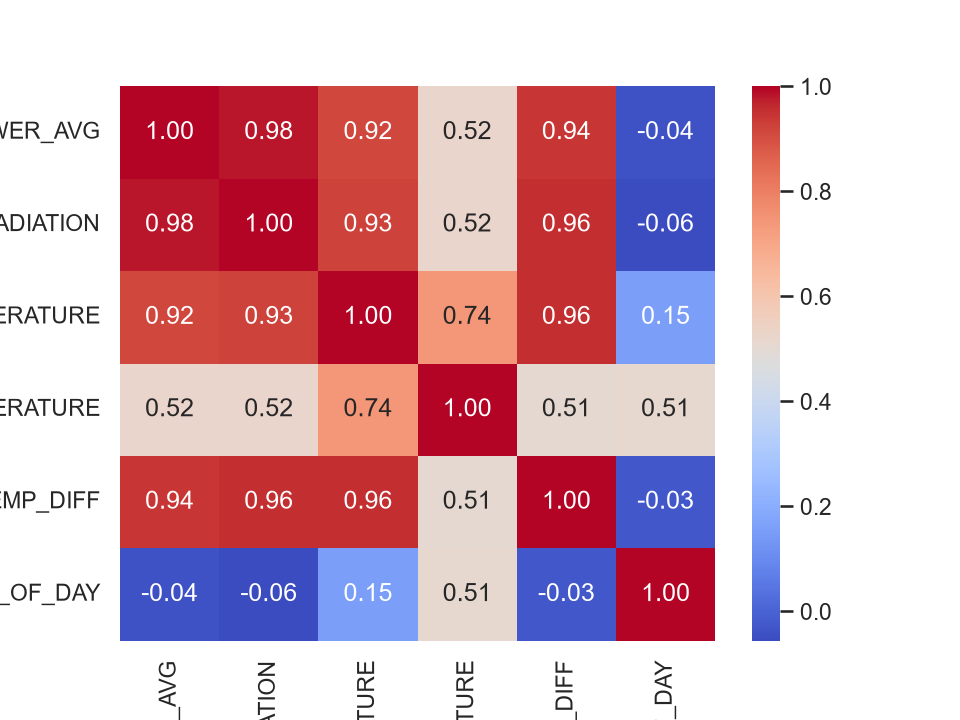 1.0
WER_AVG 1.00 0.98 0.92 0.52 0.94 -0.04
0.8
ADIATION 0.98 1.00 0.93 0.52 0.96 -0.06
0.6
ERATURE 0.92 0.93 1.00 0.74 0.96 0.15
0.4
ERATURE 0.52 0.52 0.74 1.00 0.51 0.51
0.2
EMP_DIFF 0.94 0.96 0.96 0.51 1.00 -0.03
_OF_DAY -0.04 -0.06 0.15 0.51 -0.03 1.00
0.0
_AVG
ATION
TURE
TURE
_DIFF
_DAY